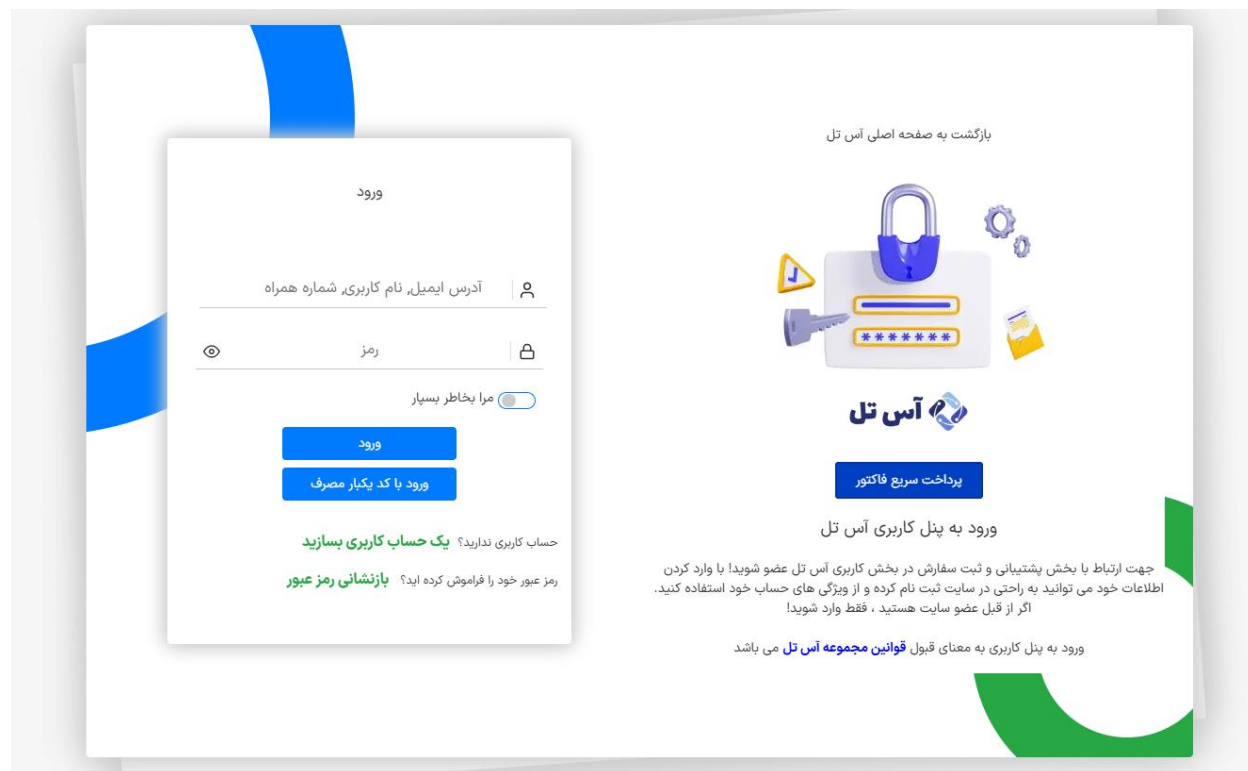 بازگشت به صفحه اصلی آس تل
* * * * * * *
آس تل
پرداخت سریع فاکتور
ورود به پنل کاربری آس تل
جهت ارتباط با بخش پشتیبانی و ثبت سفارش در بخش کاربری آس تل عضو شوید! با وارد کردن
اطلاعات خود می توانید به راحتی در سایت ثبت نام کرده و از ویژگی های حساب خود استفاده کنید.
اگر از قبل عضو سایت هستید ، فقط وارد شوید!
ورود به پنل کاربری به معنای قبول قوانین مجموعه آس تل می باشد
ورود
آدرس ایمیل, نام کاربری, شماره همراه
رمز
مرا بخاطر بسپار
ورود
ورود با کد یکبار مصرف
حساب کاربری ندارید؟ یک حساب کاربری بسازید
رمز عبور خود را فراموش کرده اید؟ بازنشانی رمز عبور